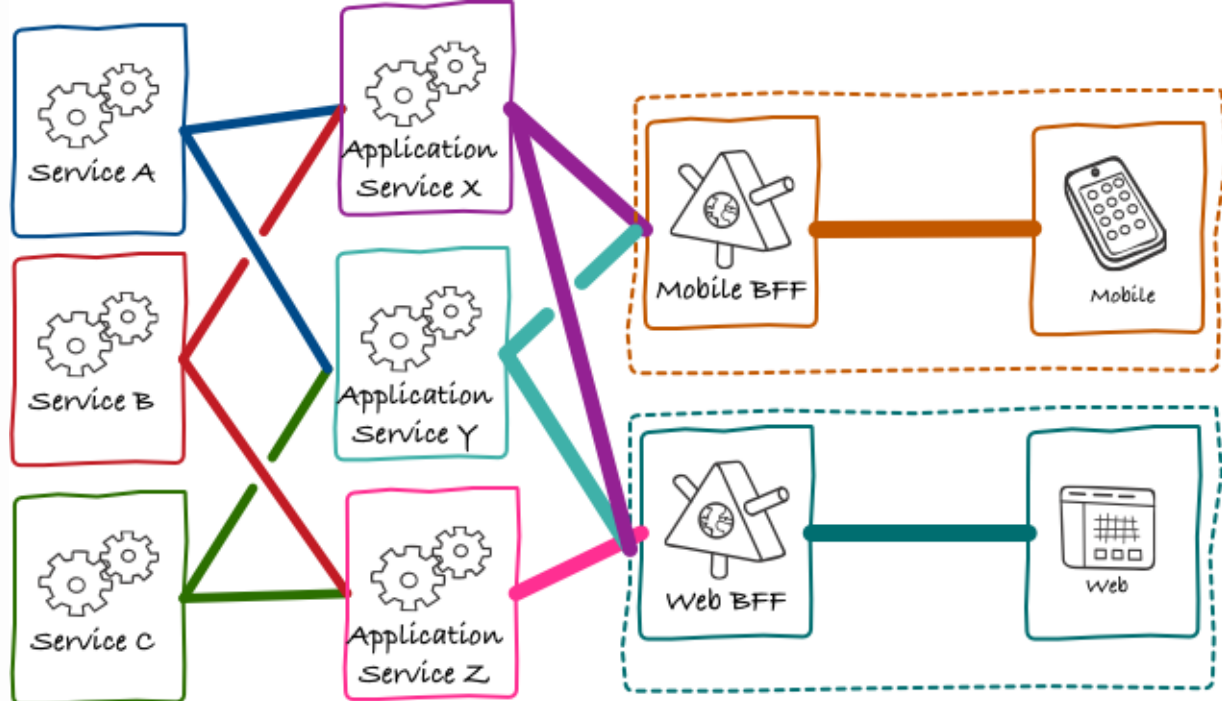 Service A
Application
Service X
Mobile BFF
Mobile
Service B
Application
Service Y
Service C
Application
Service Z
Web BFF
Web